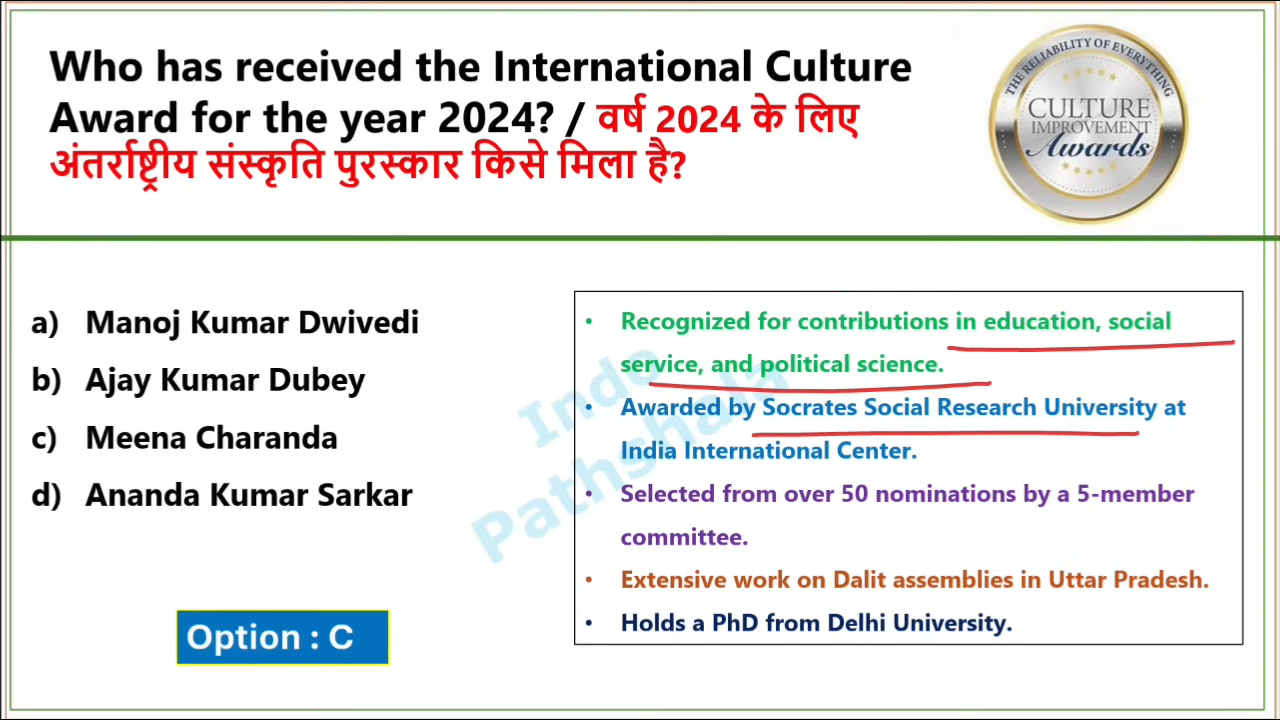 Who has received the International Culture
Award for the year 2024? / वर्ष 2024 के लिए
अंतर्राष्ट्रीय संस्कृति पुरस्कार किसे मिला है?
THE RELIABILITY OF EVERYTHING
CULTURE
IMPROVEMENT
Awards
a) Manoj Kumar Dwivedi
b) Ajay Kumar Dubey
c) Meena Charanda
d) Ananda Kumar Sarkar
Option : C
• Recognized for contributions in education, social
service, and political science.
• Awarded by Socrates Social Research University at
India International Center.
• Selected from over 50 nominations by a 5-member
committee.
• Extensive work on Dalit assemblies in Uttar Pradesh.
• Holds a PhD from Delhi University.
Indo
Pathshala